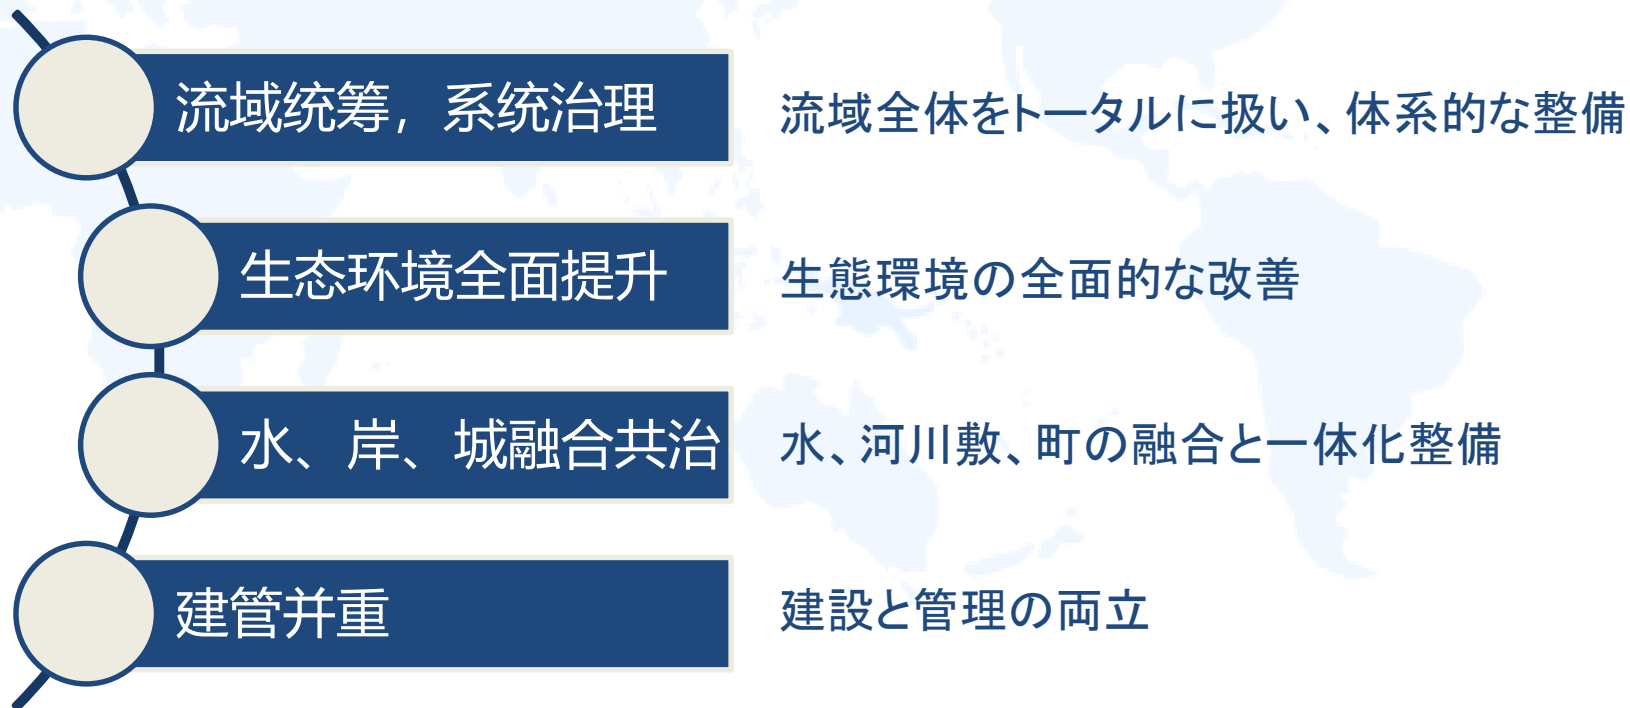 流域统筹，系统治理
流域全体をトータルに扱い、体系的な整備
生态环境全面提升
生態環境の全面的な改善
水、岸、城融合共治
水、河川敷、町の融合と一体化整備
建管并重
建設と管理の両立